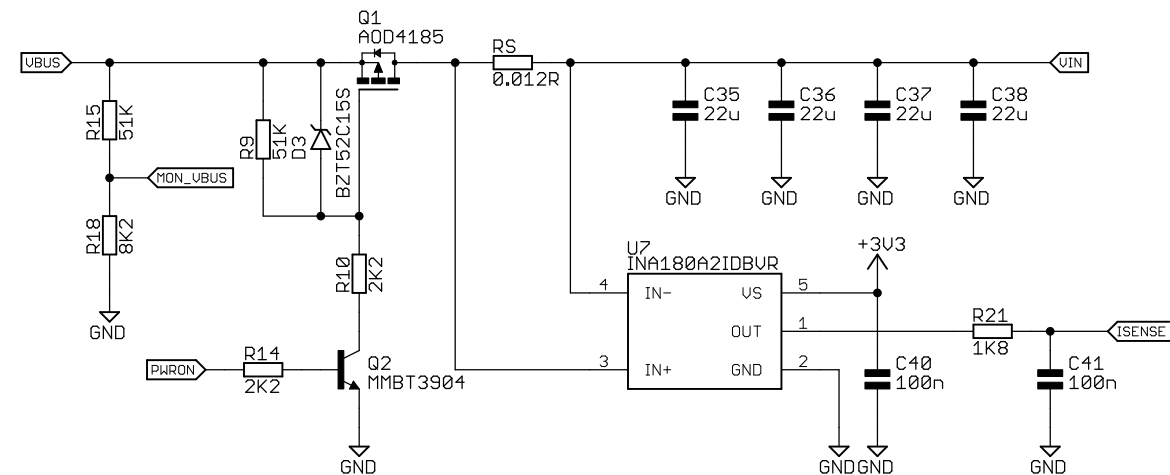 Q1
AOD4185
VBUS
RS
0.012R
VIN
R15
51K
R9
51K
D3
BZT52C15S
C35
22u
C36
22u
C37
22u
C38
22u
MON_VBUS
R18
8K2
GND
GND
GND
GND
GND
R10
2K2
U7
INA180A2IDBVR
+3V3
4
IN-
VS
5
OUT
1
R21
1K8
ISENSE
3
IN+
GND
2
PWRON
R14
2K2
Q2
MMBT3904
C40
100n
C41
100n
GND
GND
GND
GND